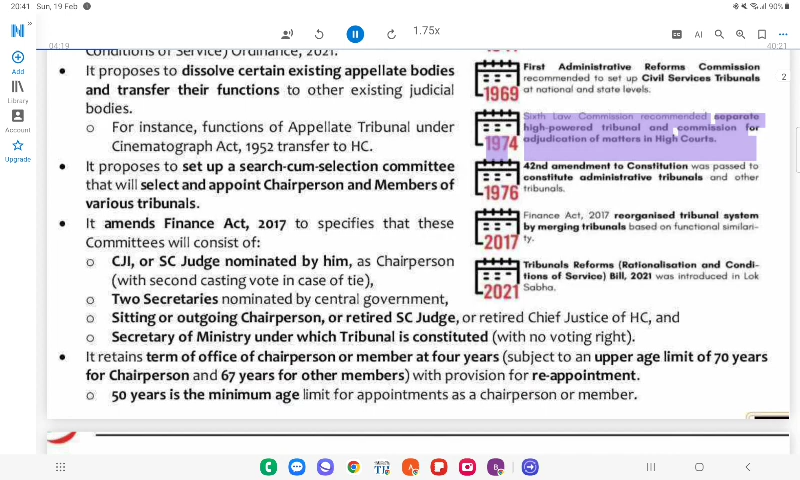 20:41 Sun, 19 Feb
90%
1.75x
AI
04:19
40:21
N
Add
Library
Account
Upgrade
2
Conditions of Service) Ordinance, 2021.
• It proposes to dissolve certain existing appellate bodies
and transfer their functions to other existing judicial
bodies.
o For instance, functions of Appellate Tribunal under
Cinematograph Act, 1952 transfer to HC.
• It proposes to set up a search-cum-selection committee
that will select and appoint Chairperson and Members of
various tribunals.
• It amends Finance Act, 2017 to specifies that these
Committees will consist of:
o CJI, or SC Judge nominated by him, as Chairperson
(with second casting vote in case of tie),
o Two Secretaries nominated by central government,
o Sitting or outgoing Chairperson, or retired SC Judge, or retired Chief Justice of HC, and
o Secretary of Ministry under which Tribunal is constituted (with no voting right).
• It retains term of office of chairperson or member at four years (subject to an upper age limit of 70 years
for Chairperson and 67 years for other members) with provision for re-appointment.
o 50 years is the minimum age limit for appointments as a chairperson or member.
1969
First Administrative Reforms Commission
recommended to set up Civil Services Tribunals
at national and state levels.
1974
Sixth Law Commission recommended separate
high-powered tribunal and commission for
adjudication of matters in High Courts.
1976
42nd amendment to Constitution was passed to
constitute administrative tribunals and other
tribunals.
2017
Finance Act, 2017 reorganised tribunal system
by merging tribunals based on functional similari-
ty.
2021
Tribunals Reforms (Rationalisation and Condi-
tions of Service) Bill, 2021 was introduced in Lok
Sabha.